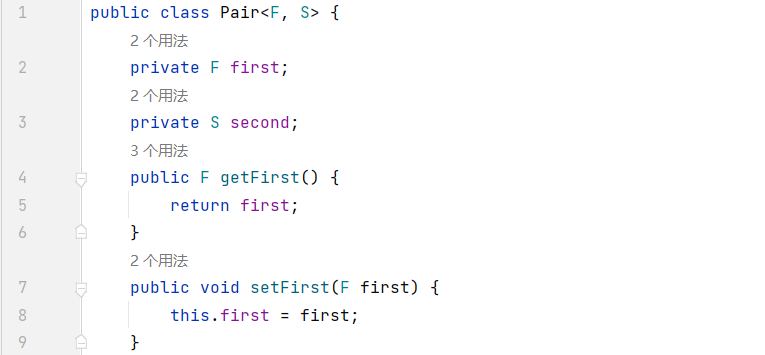 1 public class Pair<F, S> {
2 个用法
2 private F first;
2 个用法
3 private S second;
3 个用法
4 public F getFirst() {
5 return first;
6 }
2 个用法
7 public void setFirst(F first) {
8 this.first = first;
9 }